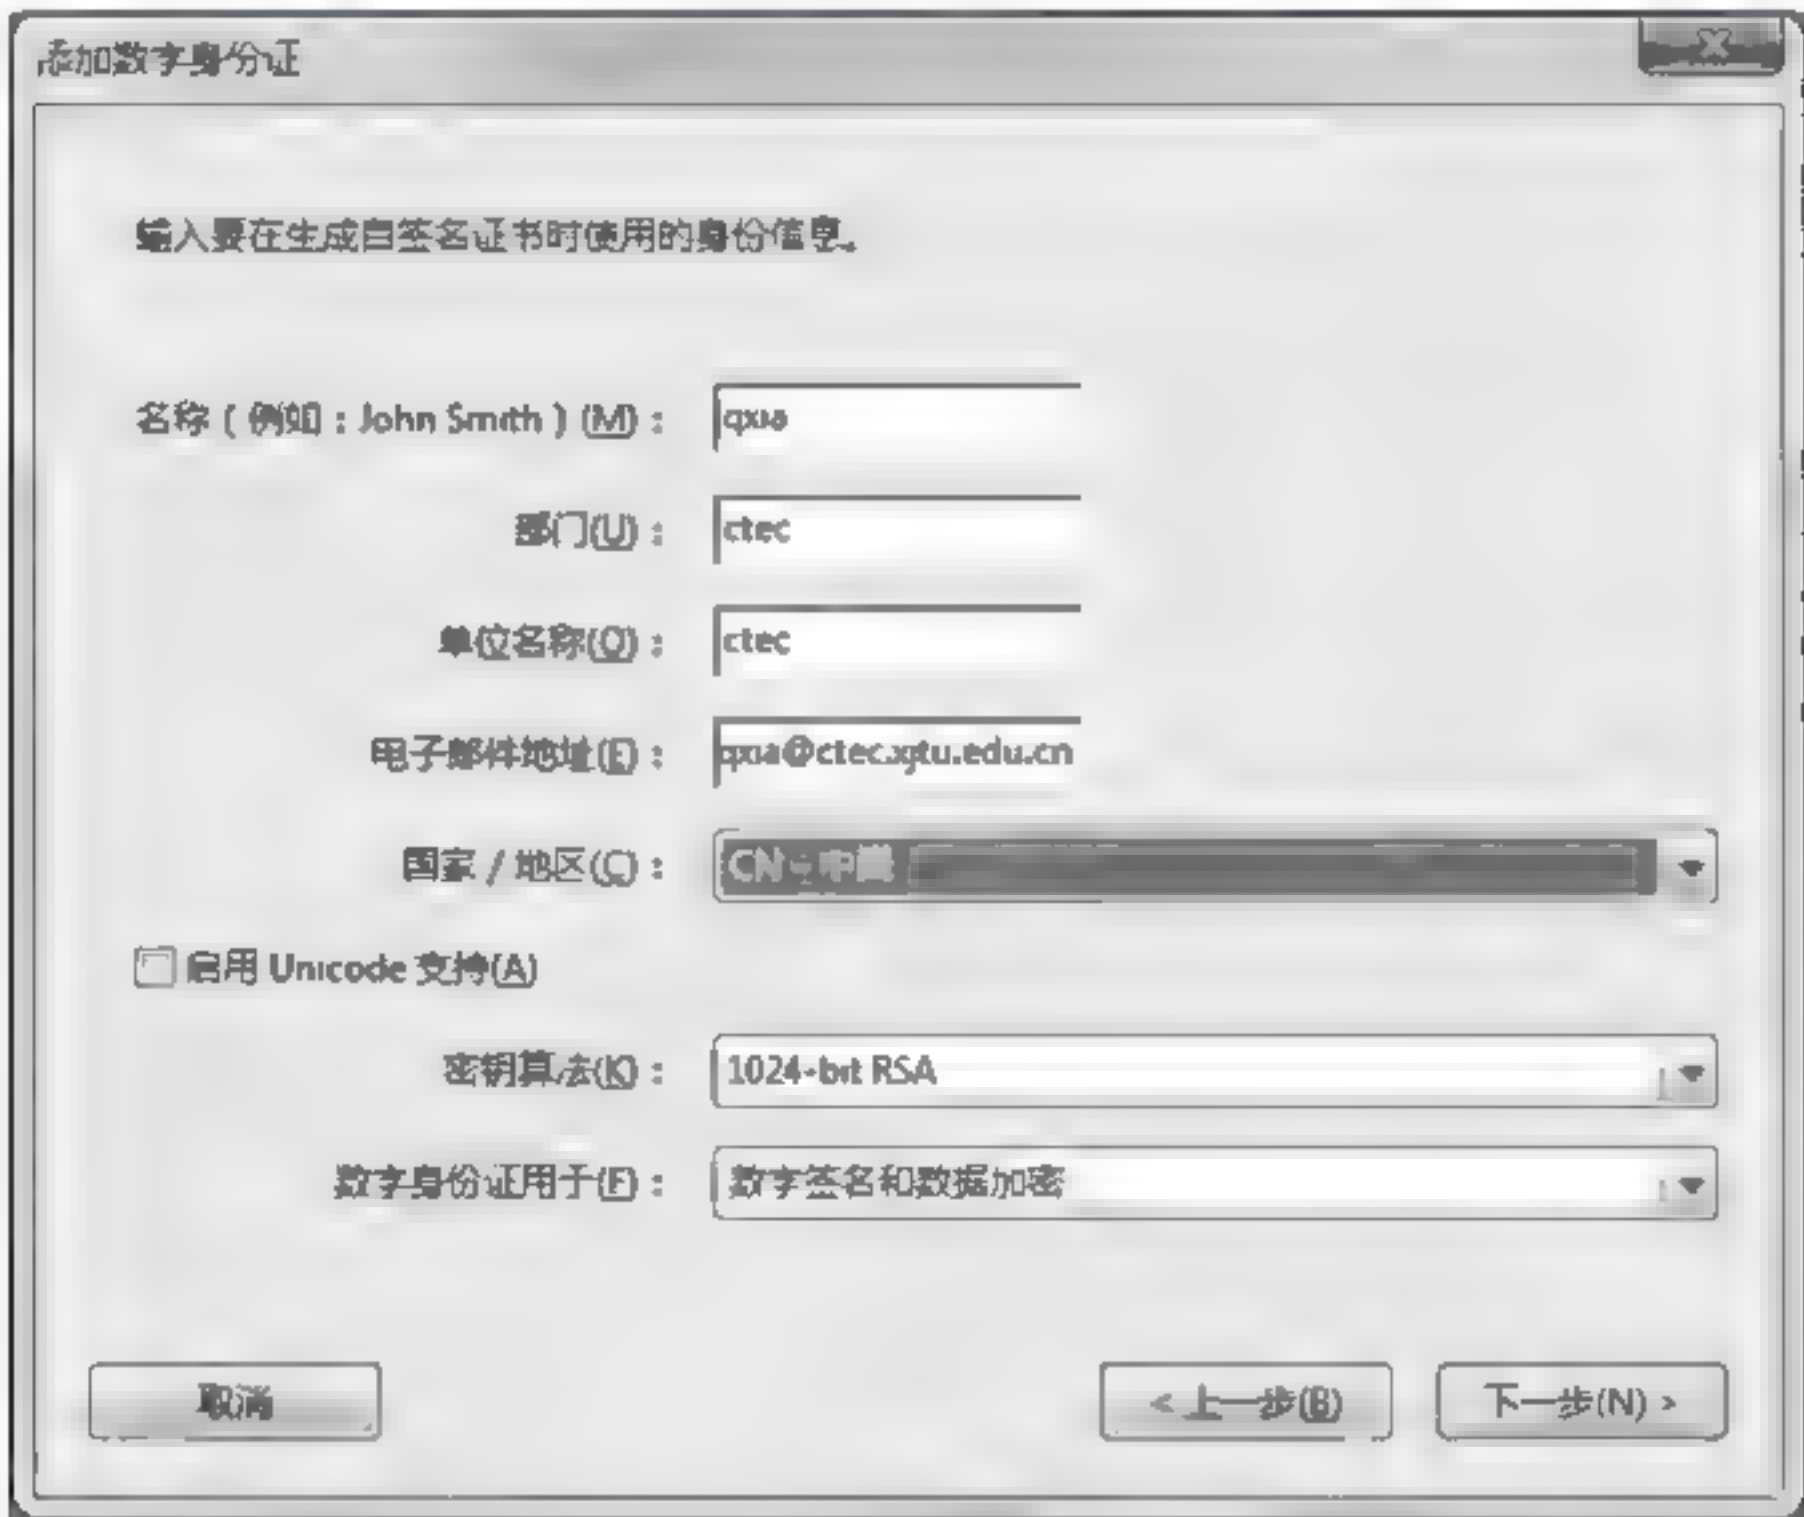 添加数字身份证
输入要在生成自签名证书时使用的身份信息。
名称(例如:John Smith)(M): qxia
部门(U): ctec
单位名称(O): ctec
电子邮件地址(E): qxia@ctec.xjtu.edu.cn
国家/地区(C): CN - 中国
启用 Unicode 支持(A)
密钥算法(K): 1024-bit RSA
数字身份证用于(F): 数字签名和数据加密
取消 < 上一步(B) 下一步(N) >